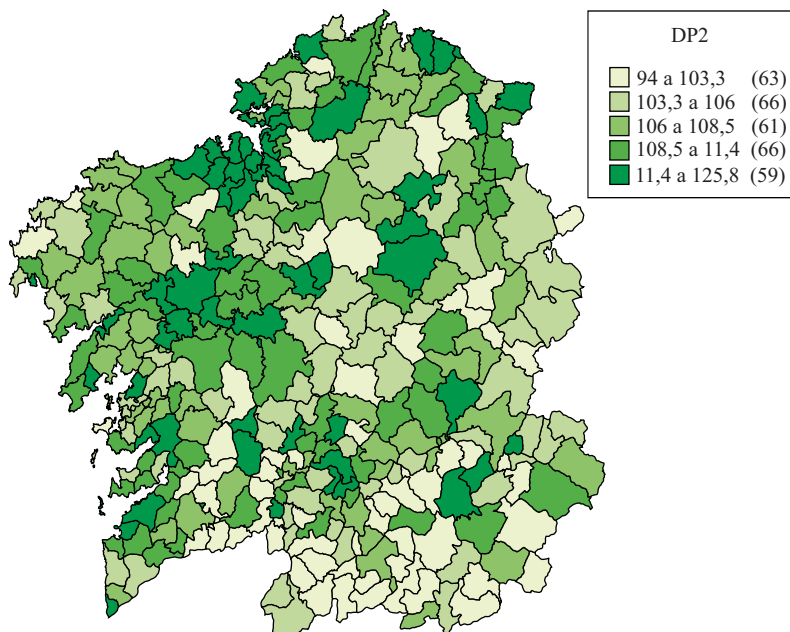 DP2
94 a 103,3 (63)
103,3 a 106 (66)
106 a 108,5 (61)
108,5 a 11,4 (66)
11,4 a 125,8 (59)